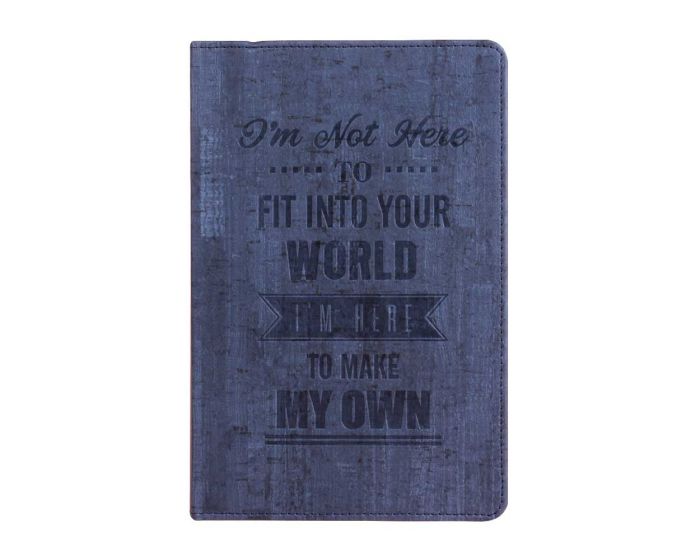 I'm Not Here
TO
FIT INTO YOUR
WORLD
I'M HERE
TO MAKE
MY OWN